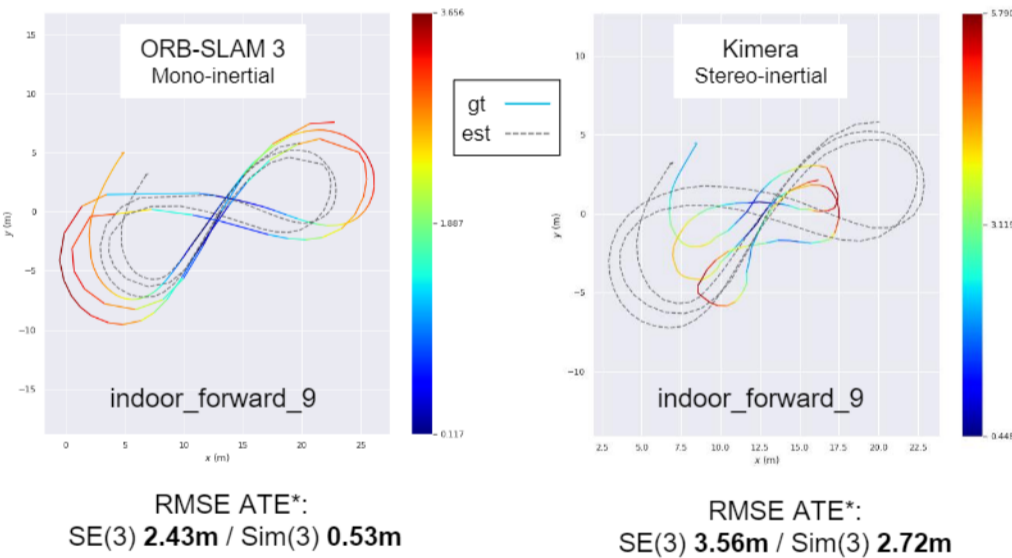 ORB-SLAM 3
Mono-inertial
indoor_forward_9
y (m)
15
10
5
0
−5
−10
−15
0
5
10
15
20
25
x (m)
3.656
1.887
0.117
gt
est
Kimera
Stereo-inertial
indoor_forward_9
y (m)
10
5
0
−5
−10
2.5
5.0
7.5
10.0
12.5
15.0
17.5
20.0
22.5
x (m)
5.790
3.119
0.449
RMSE ATE*:
SE(3) 2.43m / Sim(3) 0.53m
RMSE ATE*:
SE(3) 3.56m / Sim(3) 2.72m